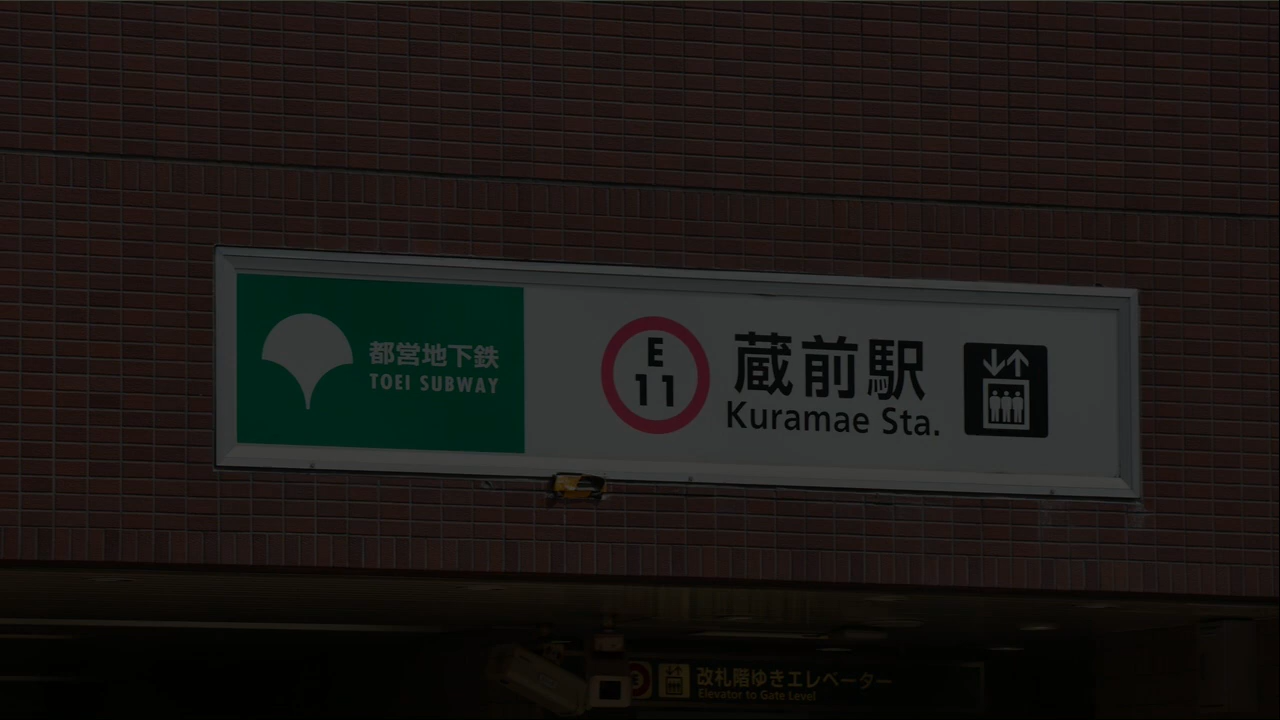 都営地下鉄
TOEI SUBWAY
E
11
蔵前駅
Kuramae Sta.
改札階ゆきエレベーター
Elevator to Gate Level